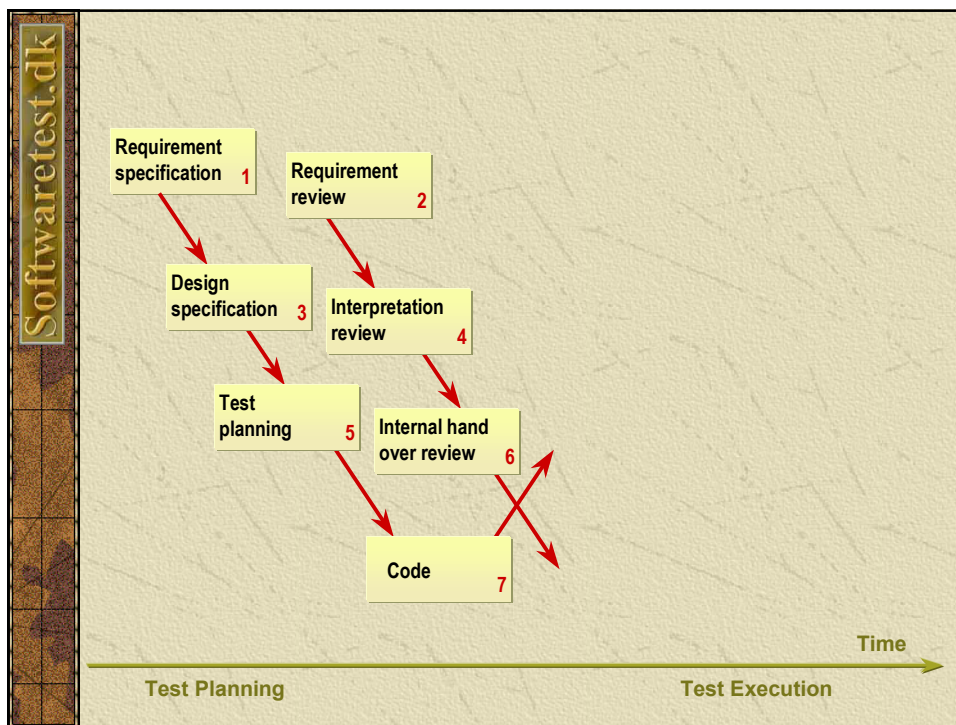 Softwaretest.dk
Requirement
specification 1
Requirement
review 2
Design
specification 3
Interpretation
review 4
Test
planning 5
Internal hand
over review 6
Code 7
Time
Test Planning
Test Execution